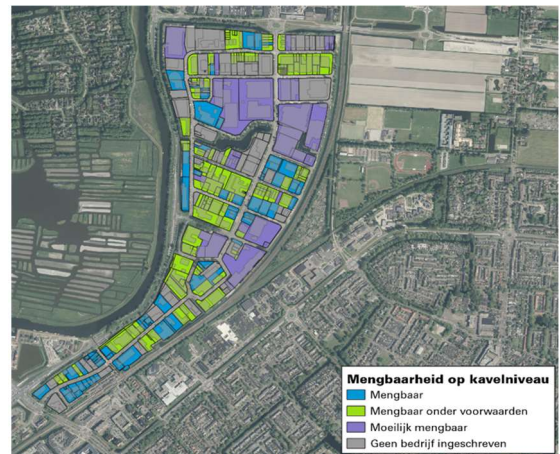 Mengbaarheid op kavelniveau
Mengbaar
Mengbaar onder voorwaarden
Moeilijk mengbaar
Geen bedrijf ingeschreven